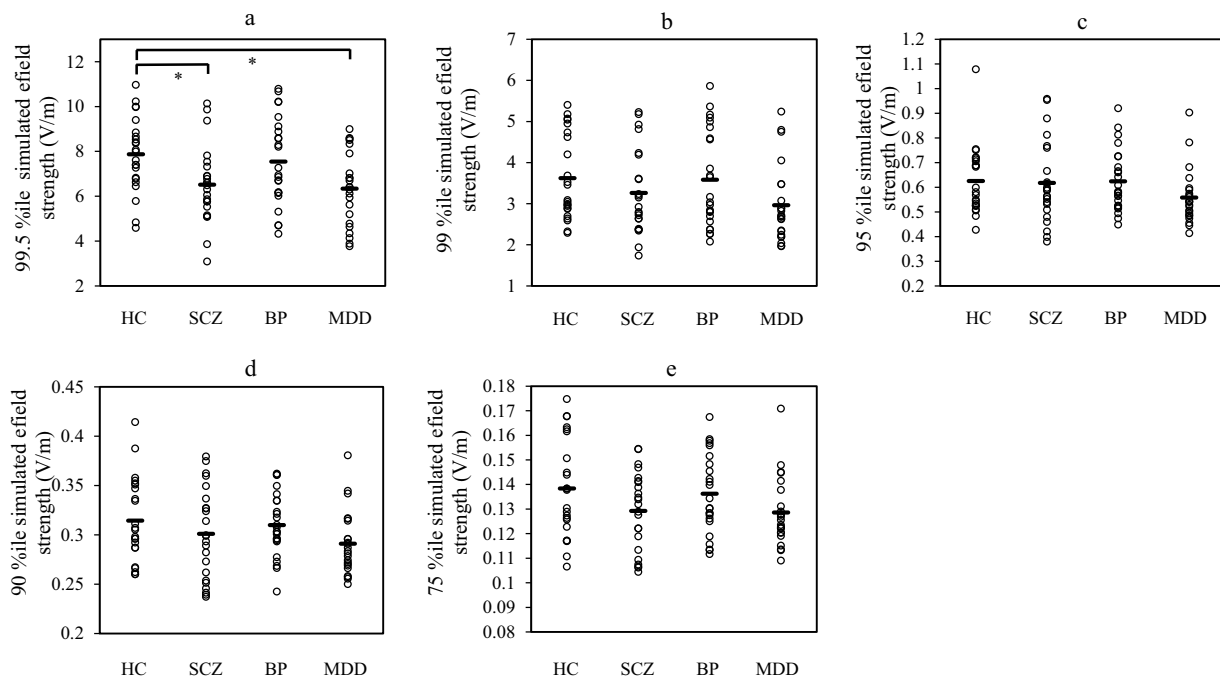 a
99.5 %ile simulated efield
strength (V/m)
12
10
8
6
4
2
*
*
HC SCZ BP MDD
b
99 %ile simulated efield
strength (V/m)
7
6
5
4
3
2
1
HC SCZ BP MDD
c
95 %ile simulated efield
strength (V/m)
1.2
1.1
1
0.9
0.8
0.7
0.6
0.5
0.4
0.3
0.2
HC SCZ BP MDD
d
90 %ile simulated efield
strength (V/m)
0.45
0.4
0.35
0.3
0.25
0.2
HC SCZ BP MDD
e
75 %ile simulated efield
strength (V/m)
0.18
0.17
0.16
0.15
0.14
0.13
0.12
0.11
0.1
0.09
0.08
HC SCZ BP MDD